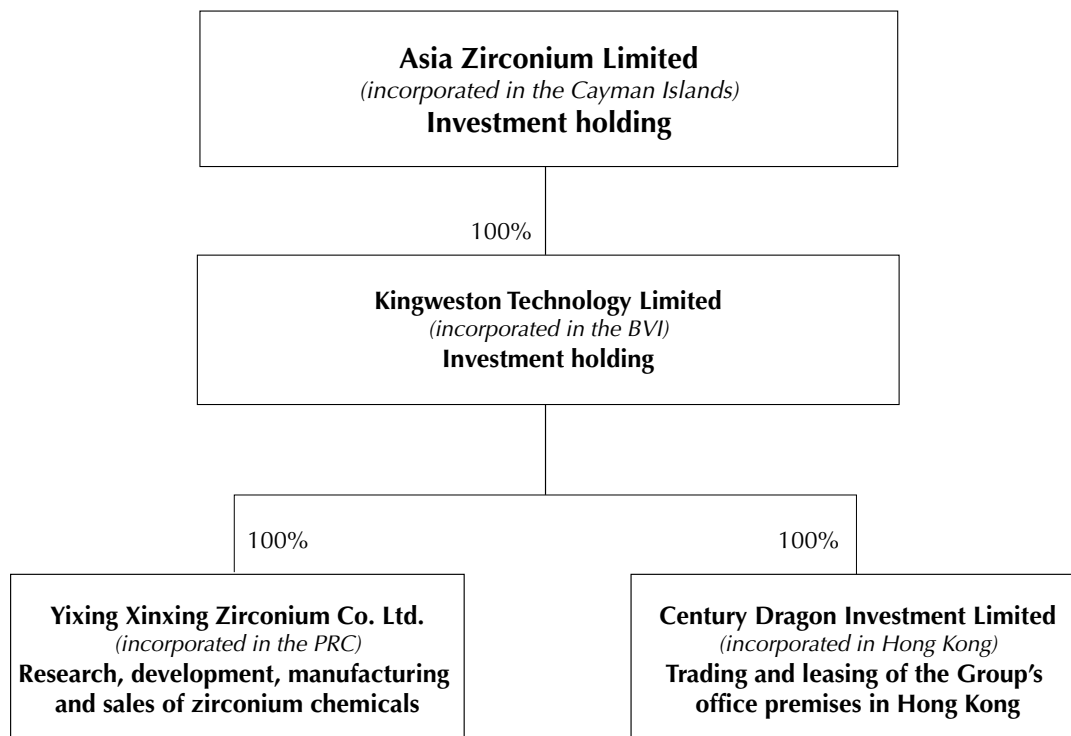 Asia Zirconium Limited
(incorporated in the Cayman Islands)
Investment holding
100%
Kingweston Technology Limited
(incorporated in the BVI)
Investment holding
100%
100%
Yixing Xinxing Zirconium Co. Ltd.
(incorporated in the PRC)
Research, development, manufacturing
and sales of zirconium chemicals
Century Dragon Investment Limited
(incorporated in Hong Kong)
Trading and leasing of the Group’s
office premises in Hong Kong